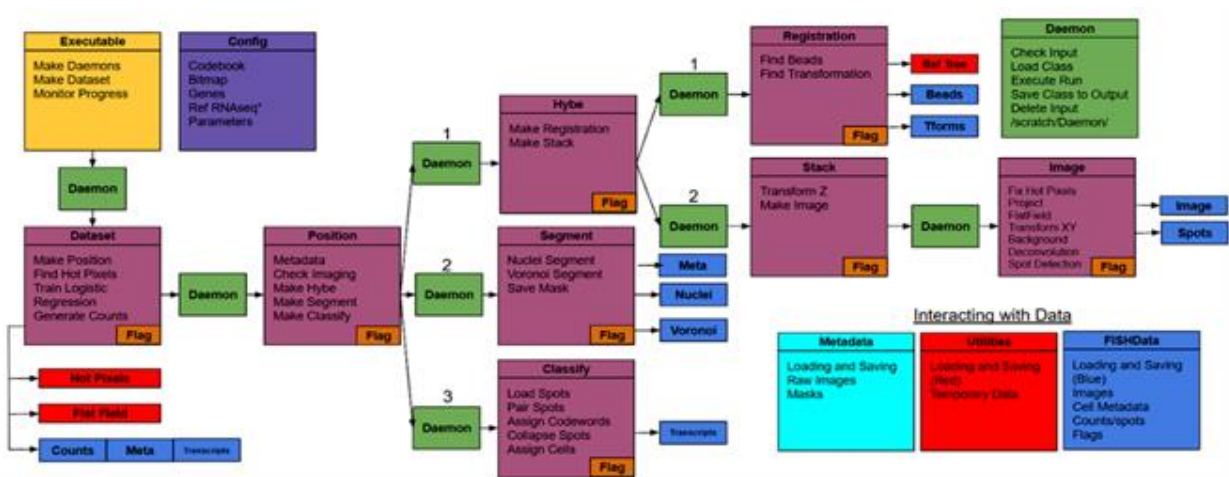 Executable
Make Daemons
Make Dataset
Monitor Progress
Config
Codebook
Bitmap
Genes
Ref RNAseq*
Parameters
Daemon
Dataset
Make Position
Find Hot Pixels
Train Logistic
Regression
Generate Counts
Flag
Hot Pixels
Flat Field
Counts
Meta
Transcripts
Daemon
Position
Metadata
Check Imaging
Make Hybe
Make Segment
Make Classify
Flag
1
Daemon
2
Daemon
3
Daemon
Hybe
Make Registration
Make Stack
Flag
Segment
Nuclei Segment
Voronoi Segment
Save Mask
Flag
Meta
Nuclei
Voronoi
Classify
Load Spots
Pair Spots
Assign Codewords
Collapse Spots
Assign Cells
Flag
Transcripts
1
Daemon
2
Daemon
Registration
Find Beads
Find Transformation
Flag
Ref Tree
Beads
Tforms
Stack
Transform Z
Make Image
Flag
Daemon
Image
Fix Hot Pixels
Project
FlatField
Transform XY
Background
Deconvolution
Spot Detection
Flag
Image
Spots
Daemon
Check Input
Load Class
Execute Run
Save Class to Output
Delete Input
/scratch/Daemon/
Interacting with Data
Metadata
Loading and Saving
Raw Images
Masks
Utilities
Loading and Saving
(Red)
Temporary Data
FISHData
Loading and Saving
(Blue)
Images
Cell Metadata
Counts/spots
Flags